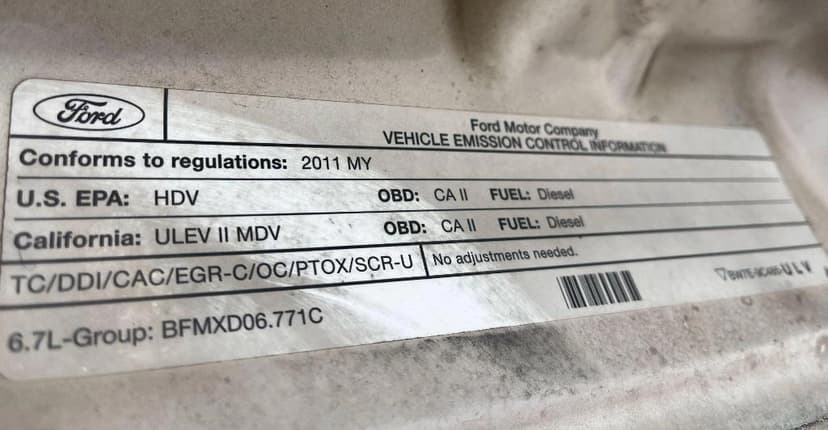 Ford
Ford Motor Company
VEHICLE EMISSION CONTROL INFORMATION
Conforms to regulations: 2011 MY
U.S. EPA: HDV OBD: CA II FUEL: Diesel
California: ULEV II MDV OBD: CA II FUEL: Diesel
TC/DDI/CAC/EGR-C/OC/PTOX/SCR-U No adjustments needed.
6.7L-Group: BFMXD06.771C
ULV